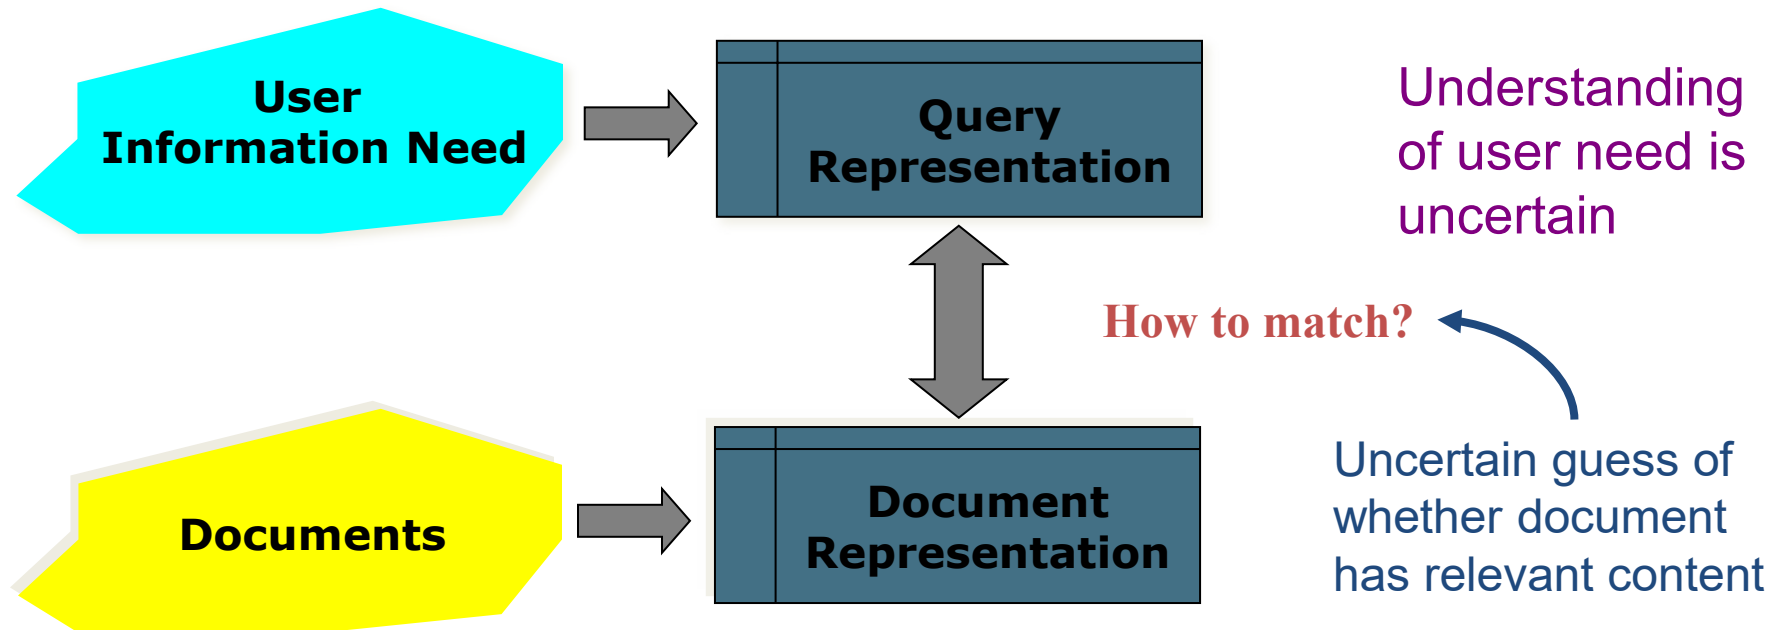 User
Information Need
Query
Representation
Understanding
of user need is
uncertain
How to match?
Documents
Document
Representation
Uncertain guess of
whether document
has relevant content